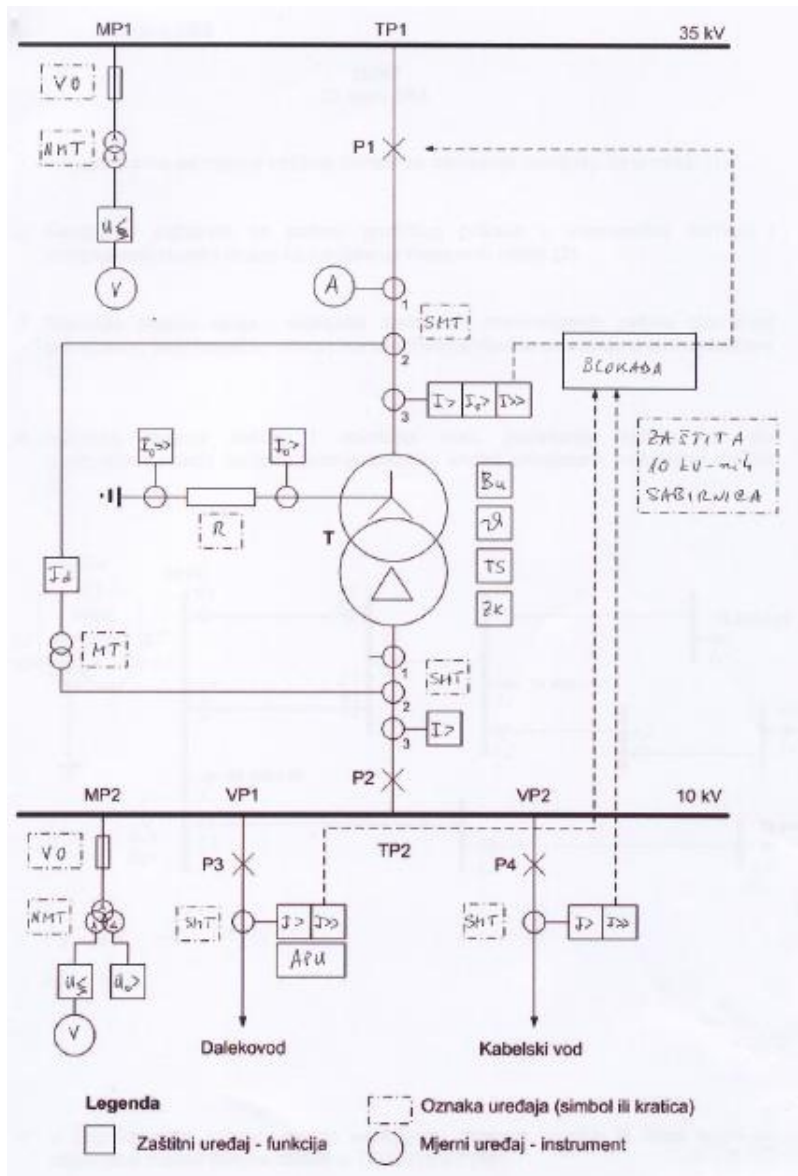 MP1
TP1
35 kV
VO
NMT
P1
U≶
V
A
1
SMT
2
BLOKADA
3
I>
I₀>
I>>
ZAŠTITA
10 kV-nih
SABIRNICA
I₀>>
I₀>
R
T
Bu
ϑ
TS
Zk
Id
MT
1
SMT
2
3
I>
P2
MP2
VP1
VP2
10 kV
VO
TP2
P3
P4
NMT
SMT
I>
I>>
SMT
I>
I>>
APU
U≶
U₀>
V
Dalekovod
Kabelski vod
Legenda
Oznaka uređaja (simbol ili kratica)
Zaštitni uređaj - funkcija
Mjerni uređaj - instrument